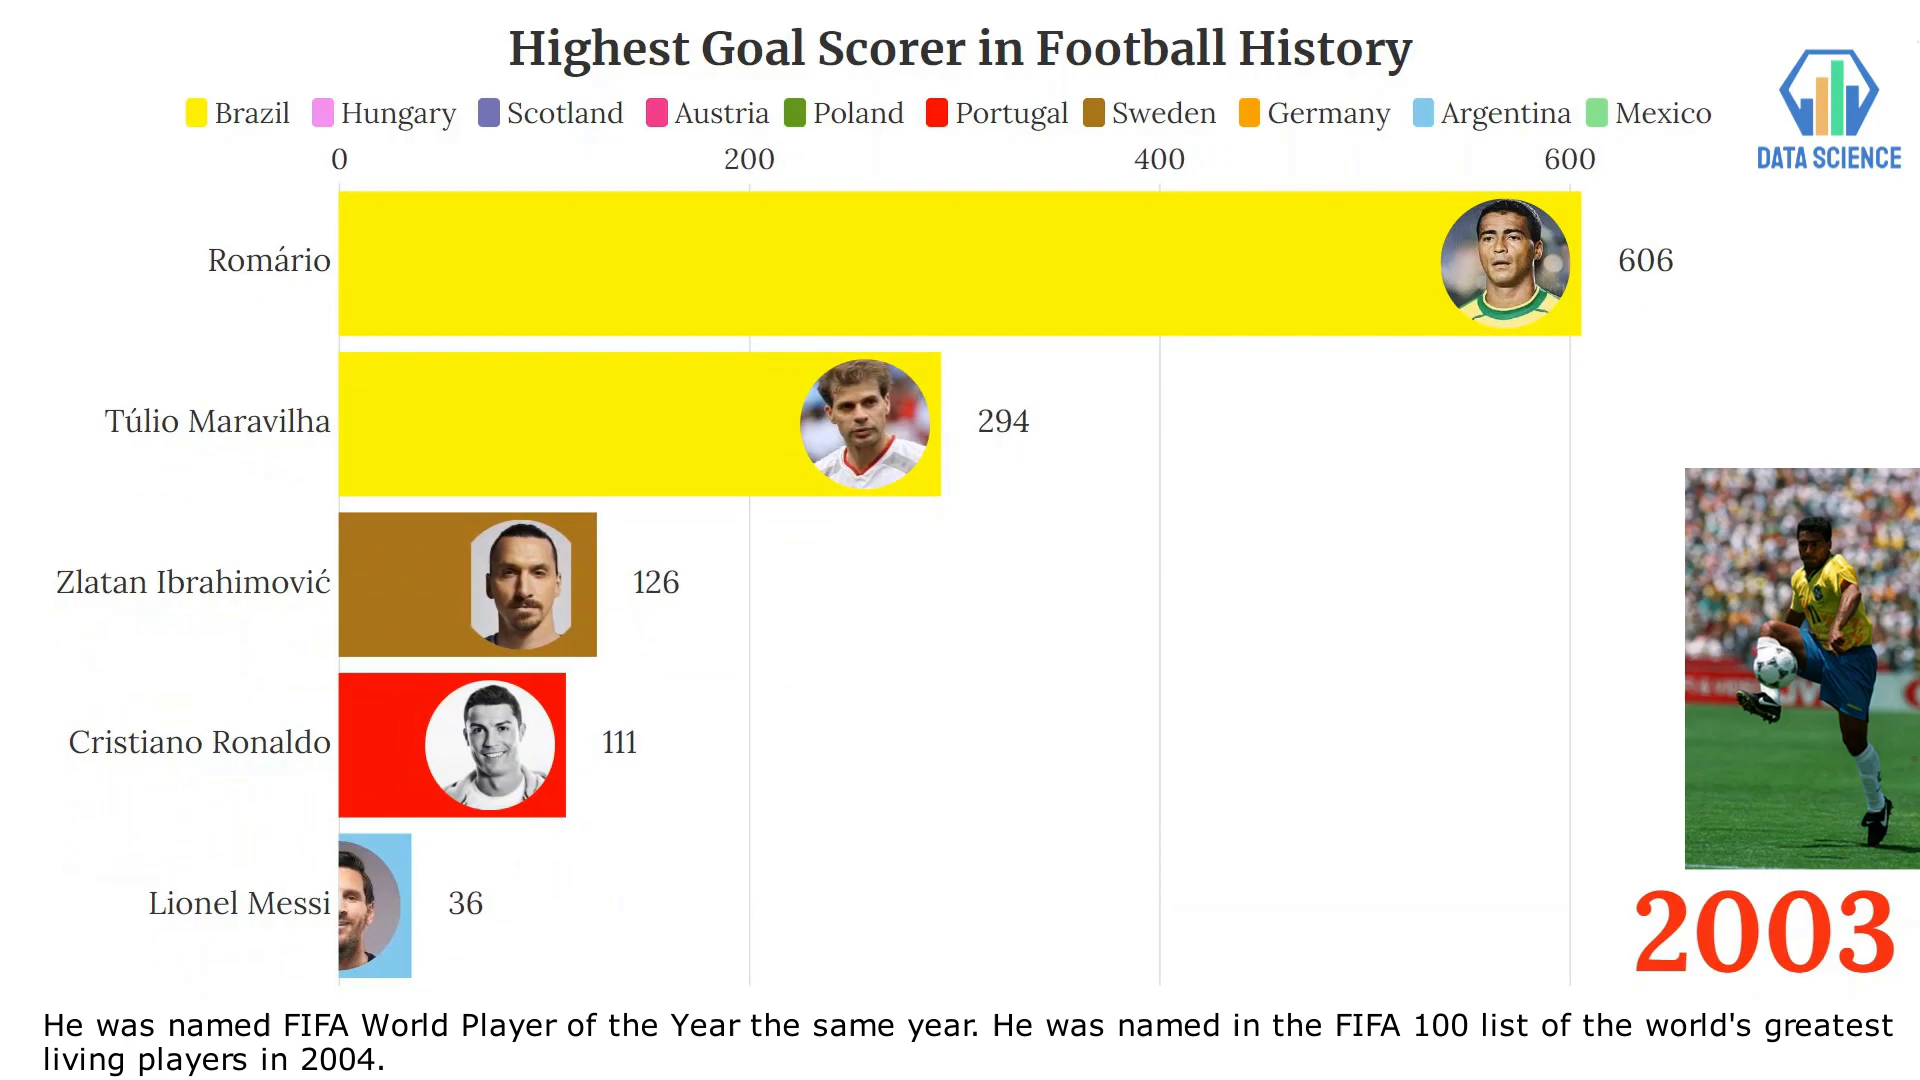 Highest Goal Scorer in Football History
Brazil Hungary Scotland Austria Poland Portugal Sweden Germany Argentina Mexico
DATA SCIENCE
0 200 400 600
Romário 606
Túlio Maravilha 294
Zlatan Ibrahimović 126
Cristiano Ronaldo 111
Lionel Messi 36
2003
He was named FIFA World Player of the Year the same year. He was named in the FIFA 100 list of the world's greatest
living players in 2004.